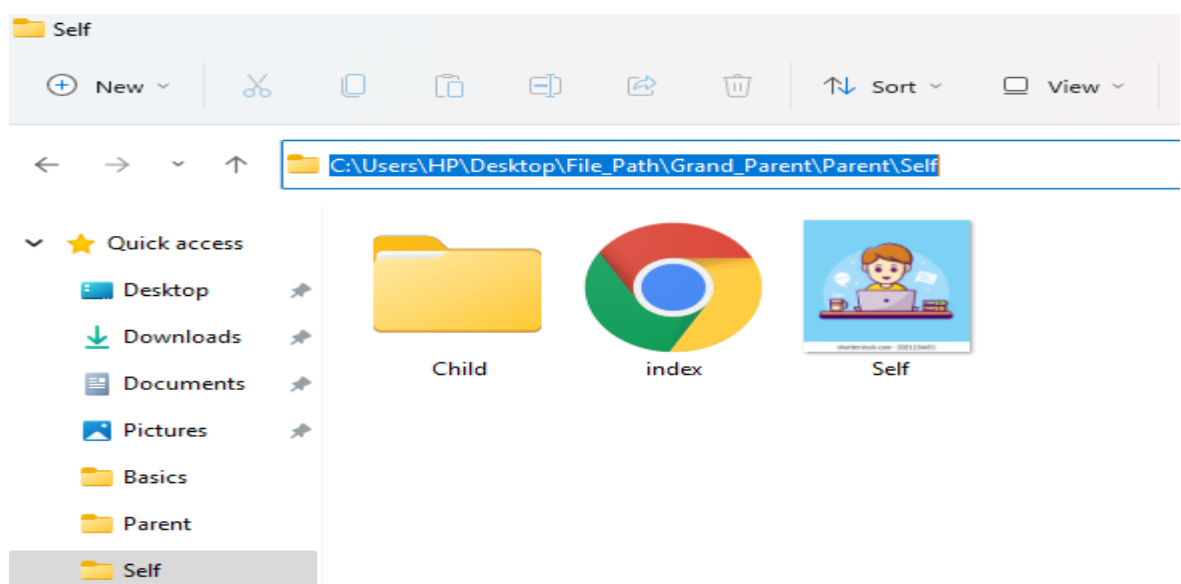 Self
New Sort View
C:\Users\HP\Desktop\File_Path\Grand_Parent\Parent\Self
Quick access
Desktop
Downloads
Documents
Pictures
Basics
Parent
Self
Child index Self